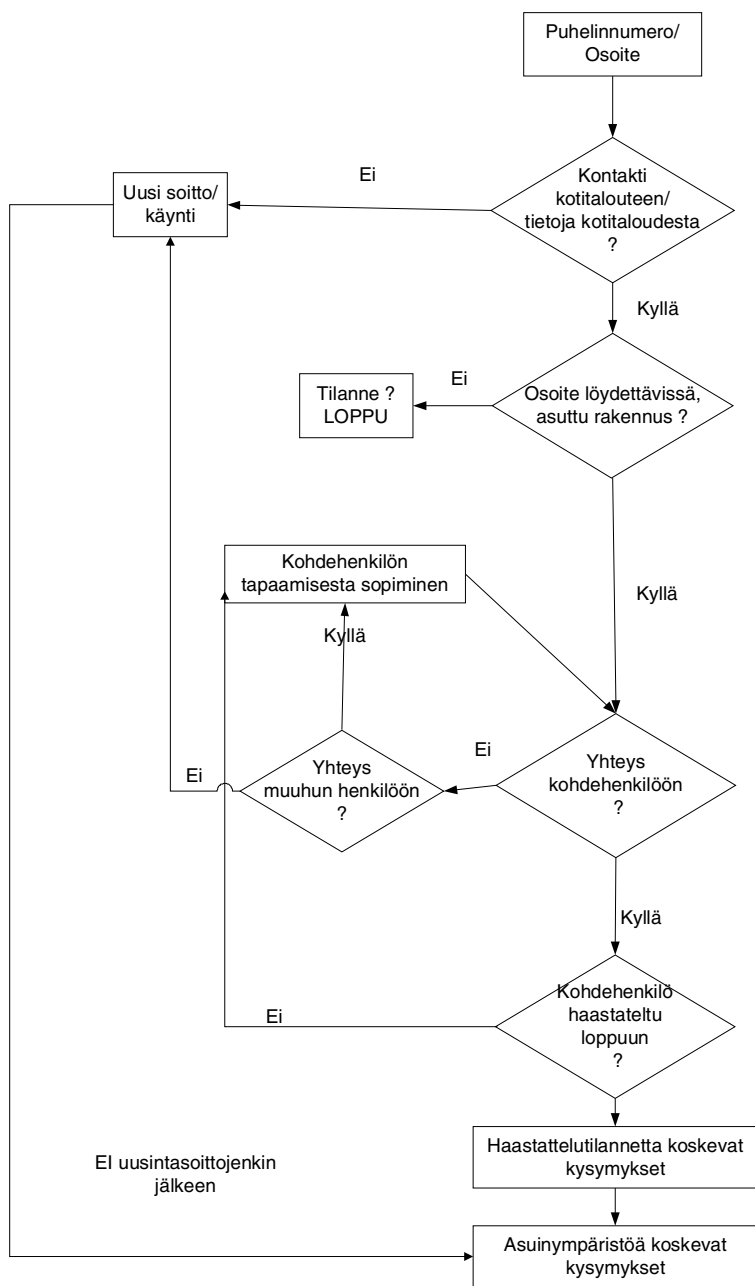 Puhelinnumero/
Osoite
Ei
Uusi soitto/
käynti
Kontakti
kotitalouteen/
tietoja kotitaloudesta
?
Kyllä
Ei
Tilanne ?
LOPPU
Osoite löydettävissä,
asuttu rakennus ?
Kyllä
Kohdehenkilön
tapaamisesta sopiminen
Kyllä
Ei
Yhteys
muuhun henkilöön
?
Ei
Yhteys
kohdehenkilöön
?
Kyllä
Kohdehenkilö
haastateltu
loppuun
?
Ei
Haastattelutilannetta koskevat
kysymykset
EI uusintasoittojenkin
jälkeen
Asuinympäristöä koskevat
kysymykset